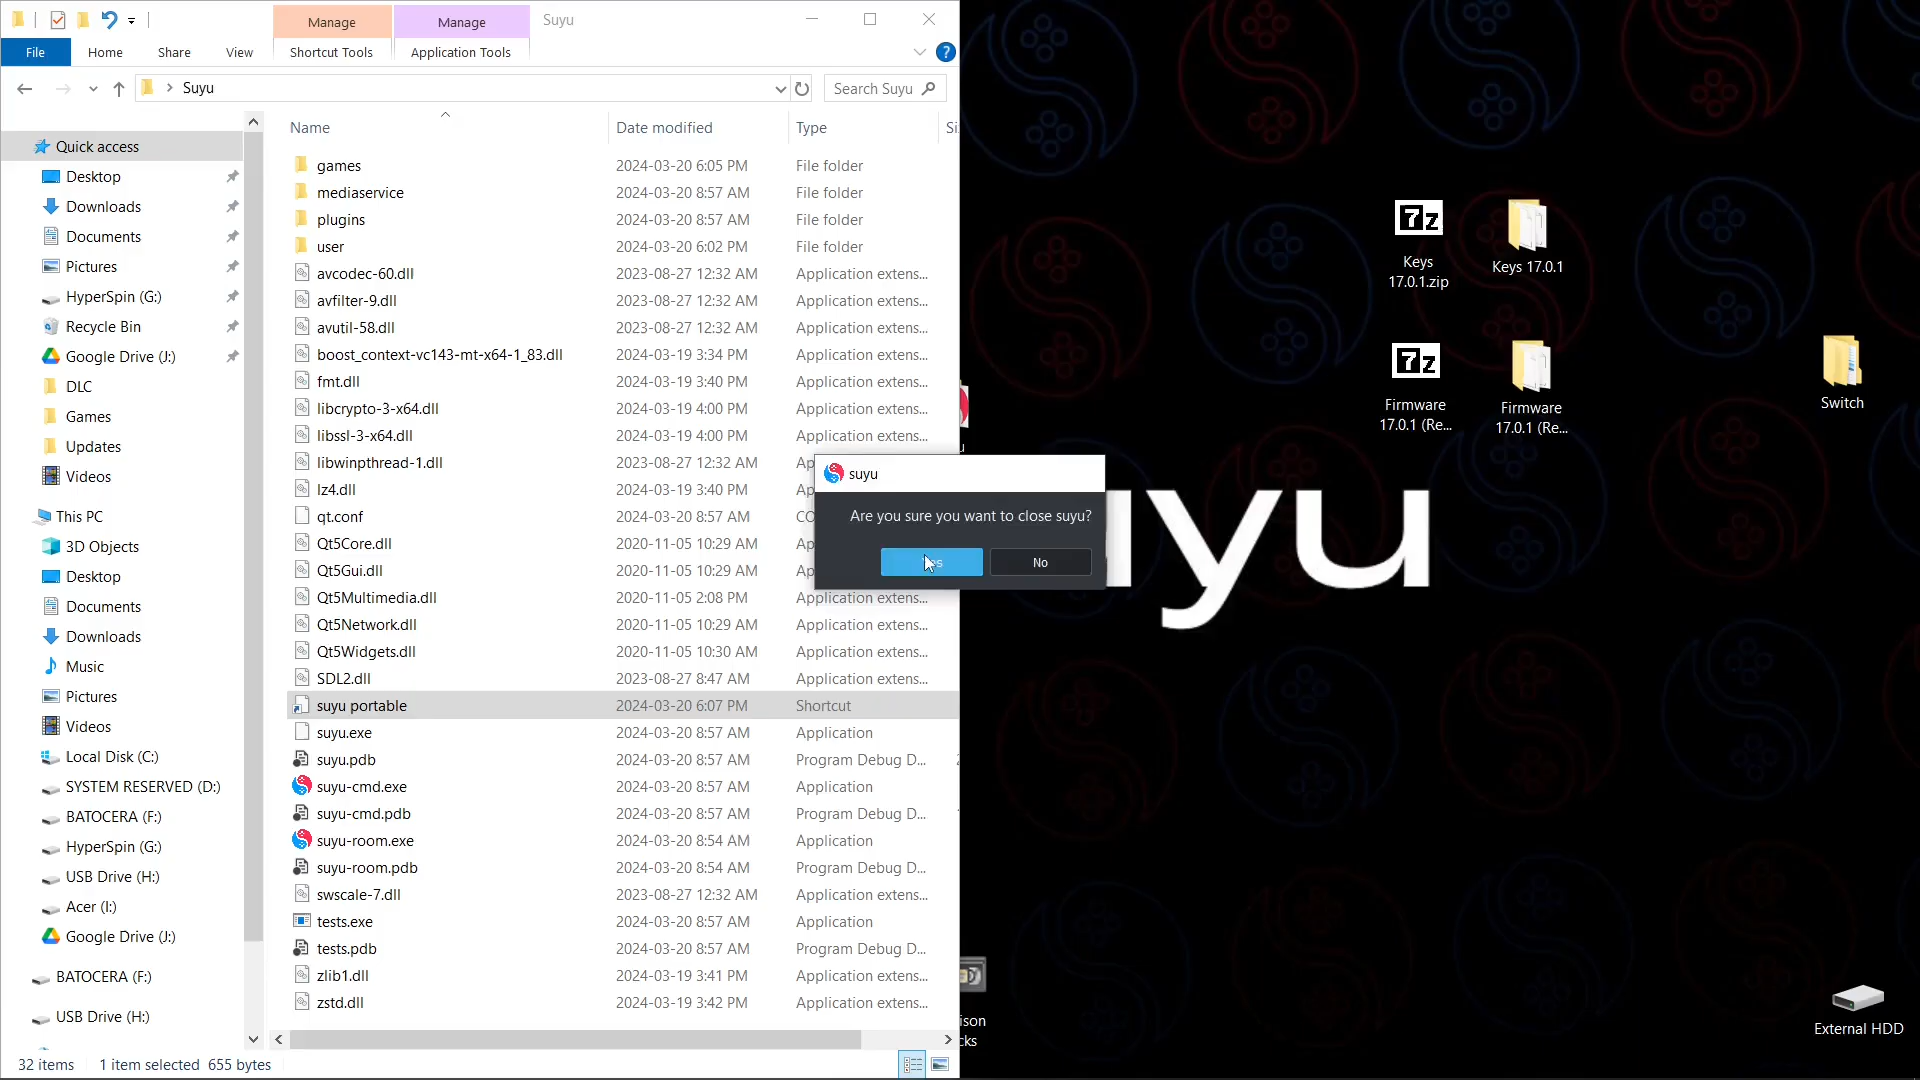 Manage
Manage
Suyu
File
Home
Share
View
Shortcut Tools
Application Tools
?
Suyu
Search Suyu
Name
Date modified
Type
Quick access
Desktop
Downloads
Documents
Pictures
HyperSpin (G:)
Recycle Bin
Google Drive (J:)
DLC
Games
Updates
Videos
This PC
3D Objects
Desktop
Documents
Downloads
Music
Pictures
Videos
Local Disk (C:)
SYSTEM RESERVED (D:)
BATOCERA (F:)
HyperSpin (G:)
USB Drive (H:)
Acer (I:)
Google Drive (J:)
BATOCERA (F:)
USB Drive (H:)
games 2024-03-20 6:05 PM File folder
mediaservice 2024-03-20 8:57 AM File folder
plugins 2024-03-20 8:57 AM File folder
user 2024-03-20 6:02 PM File folder
avcodec-60.dll 2023-08-27 12:32 AM Application extens...
avfilter-9.dll 2023-08-27 12:32 AM Application extens...
avutil-58.dll 2023-08-27 12:32 AM Application extens...
boost_context-vc143-mt-x64-1_83.dll 2024-03-19 3:34 PM Application extens...
fmt.dll 2024-03-19 3:40 PM Application extens...
libcrypto-3-x64.dll 2024-03-19 4:00 PM Application extens...
libssl-3-x64.dll 2024-03-19 4:00 PM Application extens...
libwinpthread-1.dll 2023-08-27 12:32 AM
lz4.dll 2024-03-19 3:40 PM
qt.conf 2024-03-20 8:57 AM
Qt5Core.dll 2020-11-05 10:29 AM
Qt5Gui.dll 2020-11-05 10:29 AM
Qt5Multimedia.dll 2020-11-05 2:08 PM Application extens...
Qt5Network.dll 2020-11-05 10:29 AM Application extens...
Qt5Widgets.dll 2020-11-05 10:30 AM Application extens...
SDL2.dll 2023-08-27 8:47 AM Application extens...
suyu portable 2024-03-20 6:07 PM Shortcut
suyu.exe 2024-03-20 8:57 AM Application
suyu.pdb 2024-03-20 8:57 AM Program Debug D...
suyu-cmd.exe 2024-03-20 8:57 AM Application
suyu-cmd.pdb 2024-03-20 8:57 AM Program Debug D...
suyu-room.exe 2024-03-20 8:54 AM Application
suyu-room.pdb 2024-03-20 8:54 AM Program Debug D...
swscale-7.dll 2023-08-27 12:32 AM Application extens...
tests.exe 2024-03-20 8:57 AM Application
tests.pdb 2024-03-20 8:57 AM Program Debug D...
zlib1.dll 2024-03-19 3:41 PM Application extens...
zstd.dll 2024-03-19 3:42 PM Application extens...
32 items 1 item selected 655 bytes
suyu
Are you sure you want to close suyu?
No
yu
7z
Keys
17.0.1.zip
Keys 17.0.1
7z
Firmware
17.0.1 (Re...
Firmware
17.0.1 (Re...
Switch
External HDD